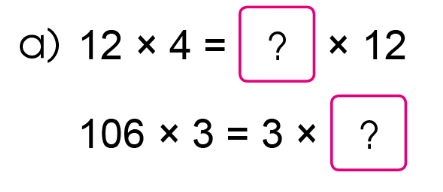 a) 12 × 4 = ? × 12
106 × 3 = 3 × ?